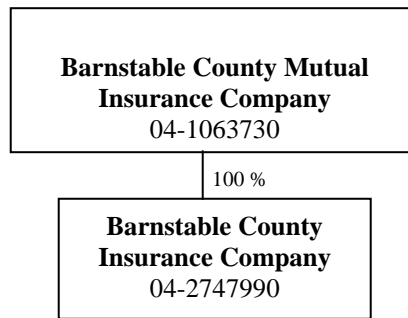 Barnstable County Mutual
Insurance Company
04-1063730
100 %
Barnstable County
Insurance Company
04-2747990